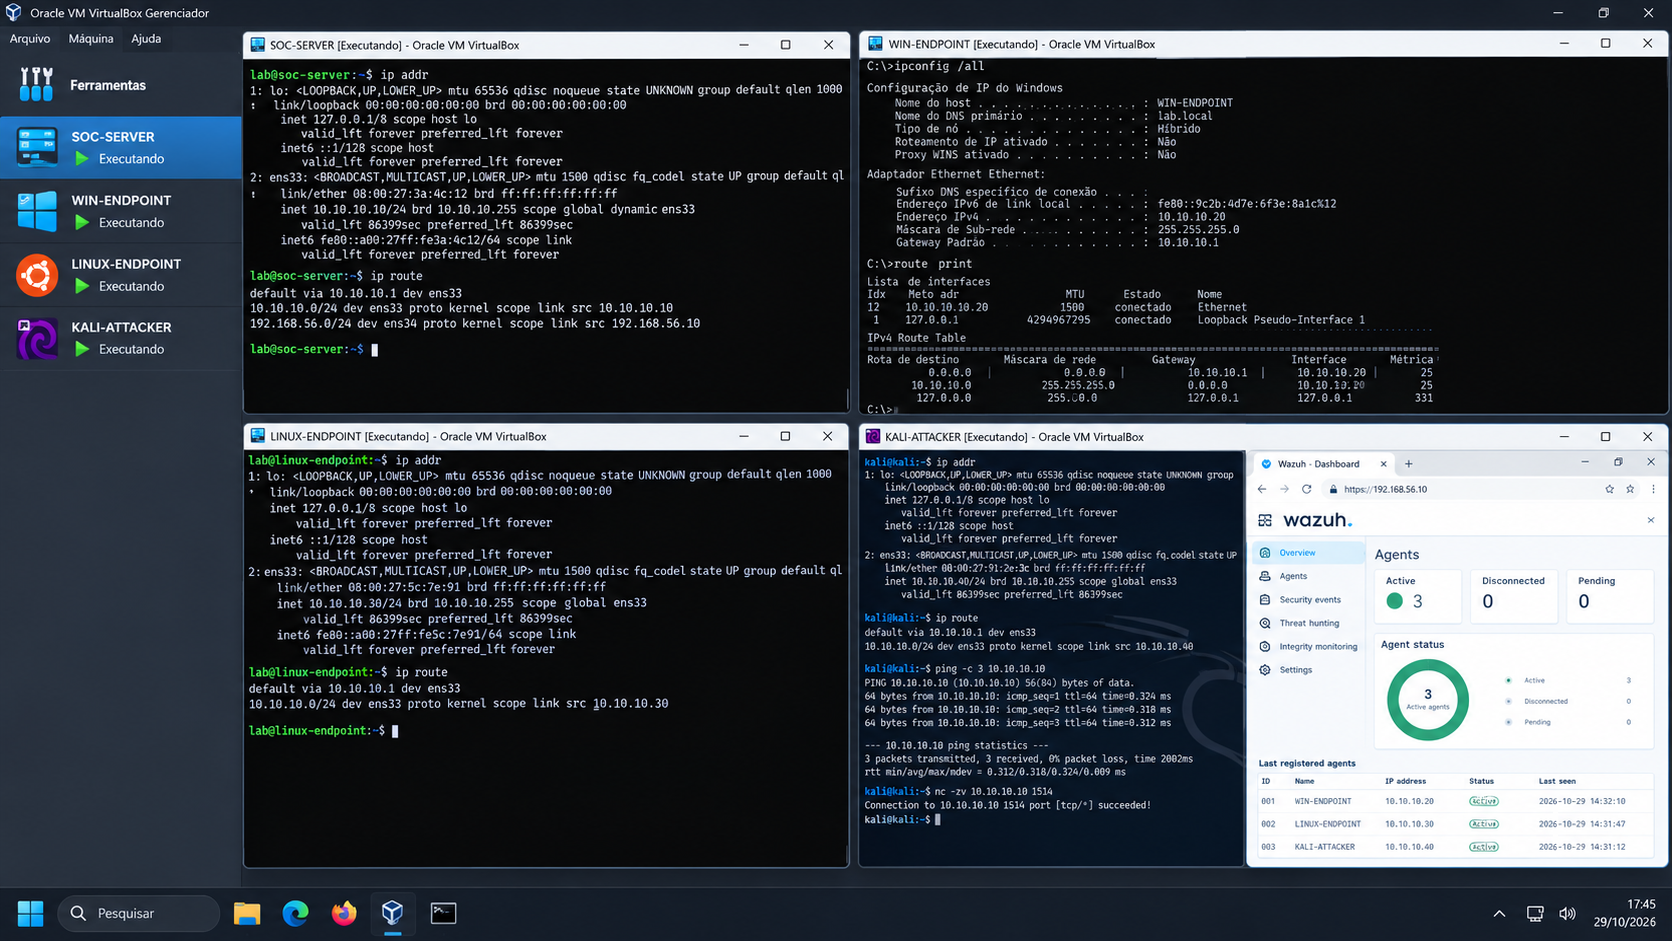 Oracle VM VirtualBox Gerenciador
Arquivo Máquina Ajuda
Ferramentas
SOC-SERVER
Executando
WIN-ENDPOINT
Executando
LINUX-ENDPOINT
Executando
KALI-ATTACKER
Executando
SOC-SERVER [Executando] - Oracle VM VirtualBox
lab@soc-server:~$ ip addr
1: lo: <LOOPBACK,UP,LOWER_UP> mtu 65536 qdisc noqueue state UNKNOWN group default qlen 1000
link/loopback 00:00:00:00:00:00 brd 00:00:00:00:00:00
inet 127.0.0.1/8 scope host lo
valid_lft forever preferred_lft forever
inet6 ::1/128 scope host
valid_lft forever preferred_lft forever
2: ens33: <BROADCAST,MULTICAST,UP,LOWER_UP> mtu 1500 qdisc fq_codel state UP group default ql
link/ether 08:00:27:3a:4c:12 brd ff:ff:ff:ff:ff:ff
inet 10.10.10.10/24 brd 10.10.10.255 scope global dynamic ens33
valid_lft 86399sec preferred_lft 86399sec
inet6 fe80::a00:27ff:fe3a:4c12/64 scope link
valid_lft forever preferred_lft forever
lab@soc-server:~$ ip route
default via 10.10.10.1 dev ens33
10.10.10.0/24 dev ens33 proto kernel scope link src 10.10.10.10
192.168.56.0/24 dev ens34 proto kernel scope link src 192.168.56.10
lab@soc-server:~$
WIN-ENDPOINT [Executando] - Oracle VM VirtualBox
C:\>ipconfig /all
Configuração de IP do Windows
Nome do host . . . . . . . . . . . . : WIN-ENDPOINT
Nome do DNS primário . . . . . . . . . : lab.local
Tipo de nó . . . . . . . . . . . . : Híbrido
Roteamento de IP ativado . . . . . . . : Não
Proxy WINS ativado . . . . . . . . . : Não
Adaptador Ethernet Ethernet:
Sufixo DNS específico de conexão . . . . :
Endereço IPv6 de link local . . . . . . . : fe80::9c2b:4d7e:6f3e:8a1c%12
Endereço IPv4 . . . . . . . . . . . . : 10.10.10.20
Máscara de Sub-rede . . . . . . . . . : 255.255.255.0
Gateway Padrão . . . . . . . . . . . : 10.10.10.1
C:\>route print
Lista de interfaces
Idx Meto adr MTU Estado Nome
12 10.10.10.10.20 1500 conectado Ethernet
1 127.0.0.1 4294967295 conectado Loopback Pseudo-Interface 1
IPv4 Route Table
Rota de destino Máscara de rede Gateway Interface Métrica
0.0.0.0 | 0.0.0.0 | 10.10.10.1 | 10.10.10.20 | 25
10.10.10.0 255.255.255.0 0.0.0.0 10.10.10.20 25
127.0.0.0 127.0.0.1 127.0.0.1 331
C:\>
LINUX-ENDPOINT [Executando] - Oracle VM VirtualBox
lab@linux-endpoint:~$ ip addr
1: lo: <LOOPBACK,UP,LOWER_UP> mtu 65536 qdisc noqueue state UNKNOWN group default qlen 1000
link/loopback 00:00:00:00:00:00 brd 00:00:00:00:00:00
inet 127.0.0.1/8 scope host lo
valid_lft forever preferred_lft forever
inet6 ::1/128 scope host
valid_lft forever preferred_lft forever
2: ens33: <BROADCAST,MULTICAST,UP,LOWER_UP> mtu 1500 qdisc fq_codel state UP group default ql
link/ether 08:00:27:5c:7e:91 brd ff:ff:ff:ff:ff:ff
inet 10.10.10.30/24 brd 10.10.10.255 scope global ens33
valid_lft 86399sec preferred_lft 86399sec
inet6 fe80::a00:27ff:fe5c:7e91/64 scope link
valid_lft forever preferred_lft forever
lab@linux-endpoint:~$ ip route
default via 10.10.10.1 dev ens33
10.10.10.0/24 dev ens33 proto kernel scope link src 10.10.10.30
lab@linux-endpoint:~$
KALI-ATTACKER [Executando] - Oracle VM VirtualBox
kali@kali:~$ ip addr
1: lo: <LOOPBACK,UP,LOWER_UP> mtu 65536 qdisc noqueue state UNKNOWN group
link/loopback 00:00:00:00:00:00 brd 00:00:00:00:00:00
inet 127.0.0.1/8 scope host lo
valid_lft forever preferred_lft forever
inet6 ::1/128 scope host
valid_lft forever preferred_lft forever
2: ens33: <BROADCAST,MULTICAST,UP,LOWER_UP> mtu 1500 qdisc fq_codel state UP
link/ether 08:00:27:91:2e:3c brd ff:ff:ff:ff:ff:ff
inet 10.10.10.40/24 brd 10.10.10.255 scope global ens33
valid_lft 86399sec preferred_lft 86399sec
kali@kali:~$ ip route
default via 10.10.10.1 dev ens33
10.10.10.0/24 dev ens33 proto kernel scope link src 10.10.10.40
kali@kali:~$ ping -c 3 10.10.10.10
PING 10.10.10.10 (10.10.10.10) 56(84) bytes of data.
64 bytes from 10.10.10.10: icmp_seq=1 ttl=64 time=0.324 ms
64 bytes from 10.10.10.10: icmp_seq=2 ttl=64 time=0.318 ms
64 bytes from 10.10.10.10: icmp_seq=3 ttl=64 time=0.312 ms
--- 10.10.10.10 ping statistics ---
3 packets transmitted, 3 received, 0% packet loss, time 2002ms
rtt min/avg/max/mdev = 0.312/0.318/0.324/0.009 ms
kali@kali:~$ nc -zv 10.10.10.10 1514
Connection to 10.10.10.10 1514 port [tcp/*] succeeded!
kali@kali:~$
Wazuh - Dashboard
https://192.168.56.10
wazuh.
Overview
Agents
Security events
Threat hunting
Integrity monitoring
Settings
Agents
Active Disconnected Pending
3 0 0
Agent status
3
Active agents
Active 3
Disconnected 0
Pending 0
Last registered agents
ID Name IP address Status Last seen
001 WIN-ENDPOINT 10.10.10.20 Active 2026-10-29 14:32:10
002 LINUX-ENDPOINT 10.10.10.30 Active 2026-10-29 14:31:47
003 KALI-ATTACKER 10.10.10.40 Active 2026-10-29 14:31:12
Pesquisar
17:45
29/10/2026